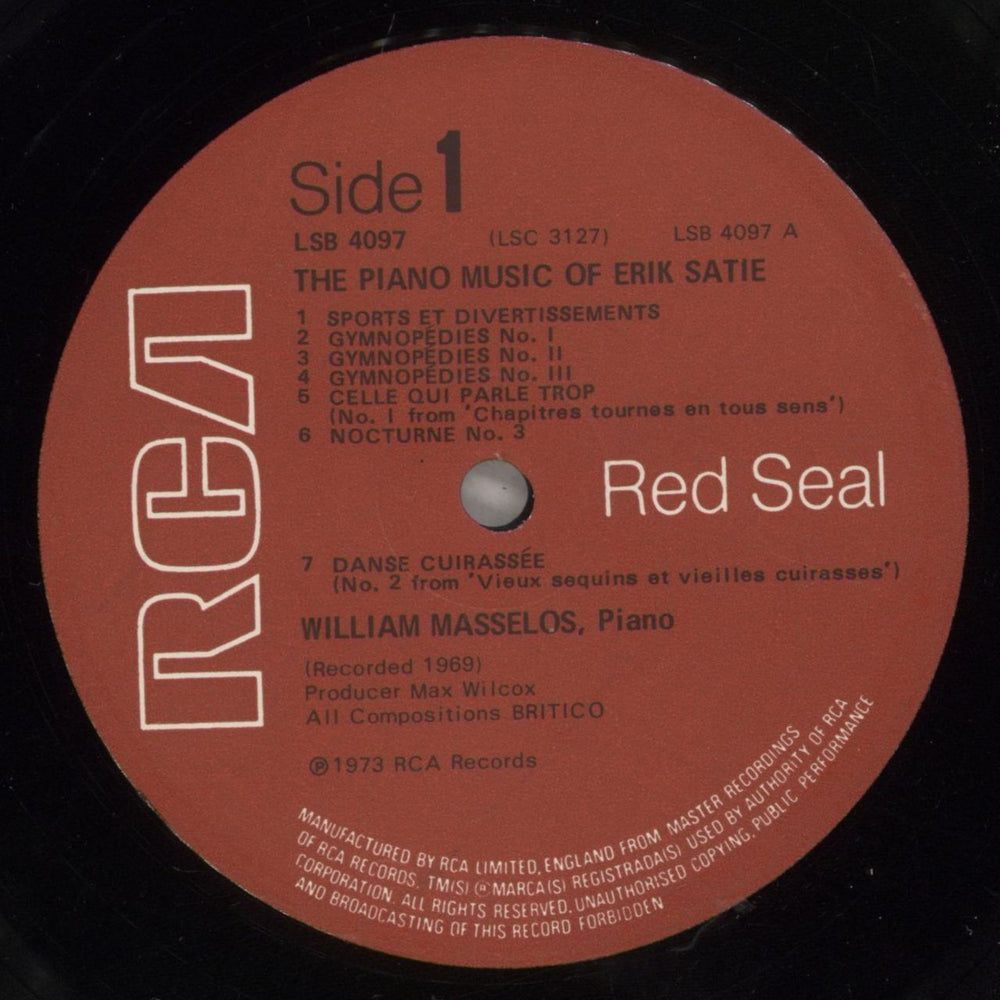 Side 1
LSB 4097 (LSC 3127) LSB 4097 A
THE PIANO MUSIC OF ERIK SATIE
1 SPORTS ET DIVERTISSEMENTS
2 GYMNOPÉDIES No. I
3 GYMNOPÉDIES No. II
4 GYMNOPÉDIES No. III
5 CELLE QUI PARLE TROP
(No. I from 'Chapitres tournes en tous sens')
6 NOCTURNE No. 3
RCA
Red Seal
7 DANSE CUIRASSÉE
(No. 2 from 'Vieux sequins et vieilles cuirasses')
WILLIAM MASSELOS, Piano
(Recorded 1969)
Producer Max Wilcox
All Compositions BRITICO
℗1973 RCA Records
MANUFACTURED BY RCA LIMITED, ENGLAND FROM MASTER RECORDINGS
OF RCA RECORDS. TM(S) ® MARCA(S) REGISTRADA(S) USED BY AUTHORITY OF RCA
CORPORATION. ALL RIGHTS RESERVED. UNAUTHORISED COPYING, PUBLIC PERFORMANCE
AND BROADCASTING OF THIS RECORD FORBIDDEN